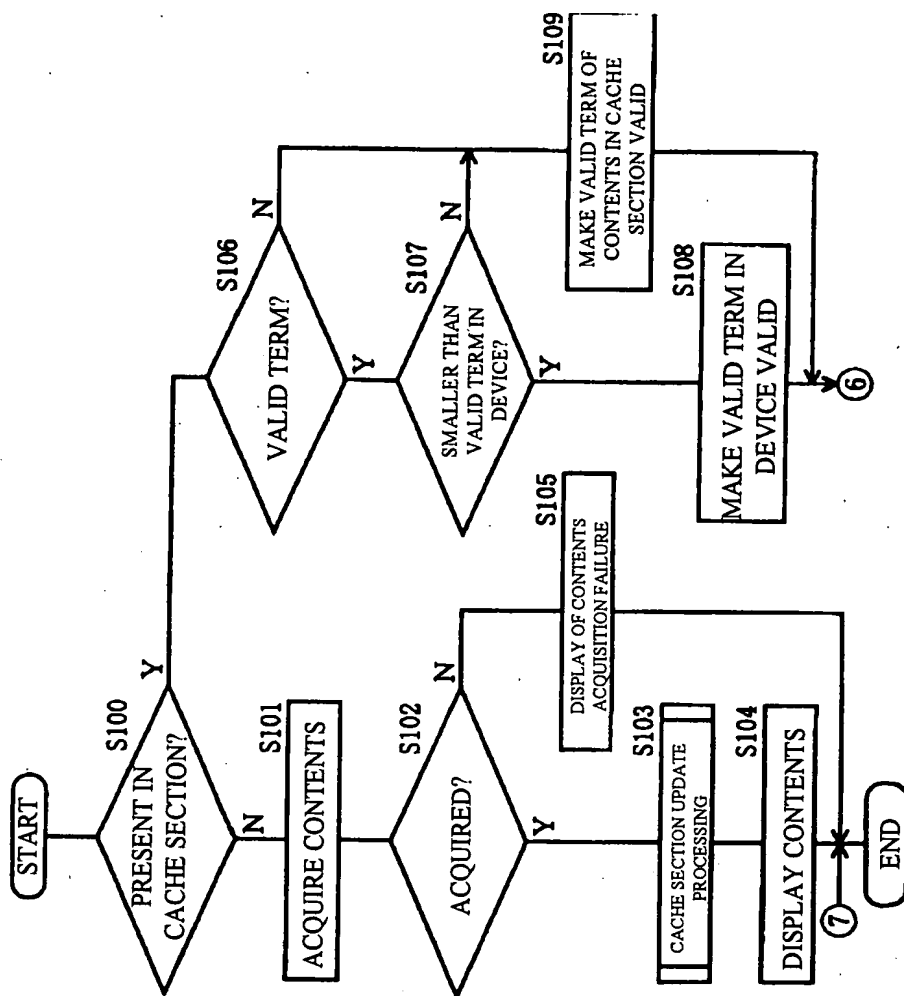 START
S100
PRESENT IN
CACHE SECTION?
Y
N
S101
ACQUIRE CONTENTS
S102
ACQUIRED?
N
Y
S103
CACHE SECTION UPDATE
PROCESSING
S104
DISPLAY CONTENTS
7
END
S105
DISPLAY OF CONTENTS
ACQUISITION FAILURE
S106
VALID TERM?
N
Y
S107
SMALLER THAN
VALID TERM IN
DEVICE?
N
Y
S108
MAKE VALID TERM IN
DEVICE VALID
6
S109
MAKE VALID TERM OF
CONTENTS IN CACHE
SECTION VALID